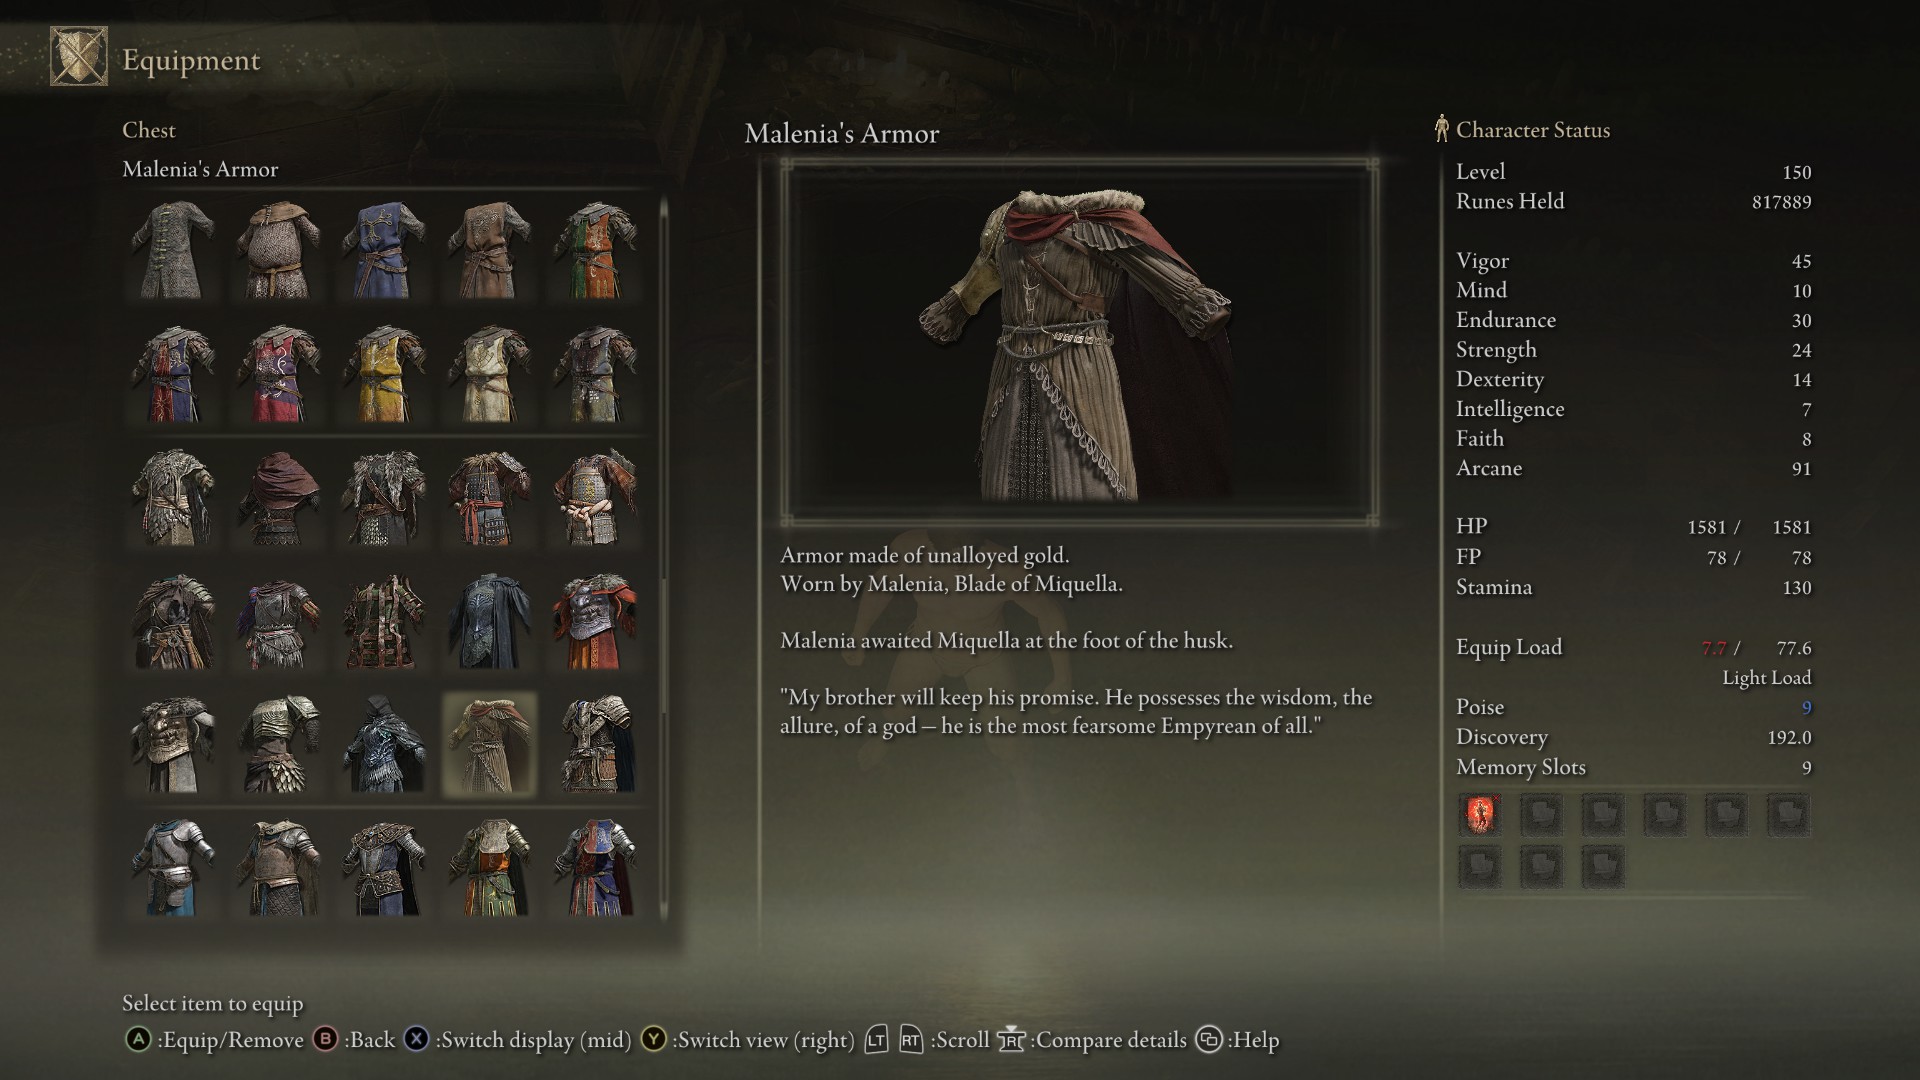 Equipment
Chest
Malenia's Armor
Malenia's Armor
Armor made of unalloyed gold.
Worn by Malenia, Blade of Miquella.
Malenia awaited Miquella at the foot of the husk.
"My brother will keep his promise. He possesses the wisdom, the
allure, of a god – he is the most fearsome Empyrean of all."
Character Status
Level 150
Runes Held 817889
Vigor 45
Mind 10
Endurance 30
Strength 24
Dexterity 14
Intelligence 7
Faith 8
Arcane 91
HP 1581 / 1581
FP 78 / 78
Stamina 130
Equip Load 7.7 / 77.6
Light Load
Poise 9
Discovery 192.0
Memory Slots 9
Select item to equip
A :Equip/Remove B :Back X :Switch display (mid) Y :Switch view (right) LT RT :Scroll R :Compare details :Help